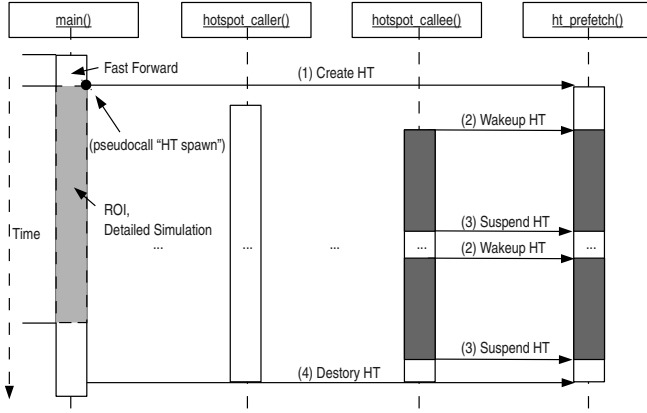 main()
hotspot_caller()
hotspot_callee()
ht_prefetch()
Fast Forward
(1) Create HT
(2) Wakeup HT
(pseudocall “HT spawn”)
ROI,
Detailed Simulation
Time
(3) Suspend HT
... ... ... ... ...
(2) Wakeup HT
(3) Suspend HT
(4) Destory HT